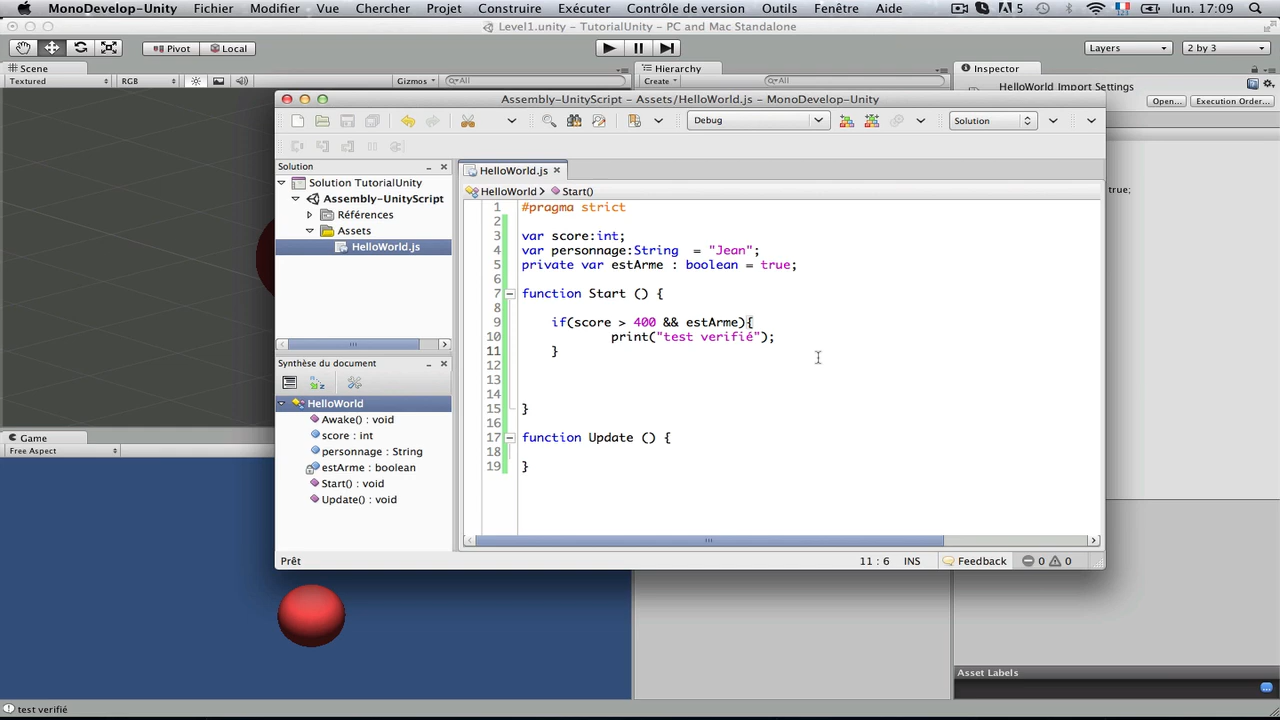 MonoDevelop-Unity Fichier Modifier Vue Chercher Projet Construire Exécuter Contrôle de version Outils Fenêtre Aide 5 123 lun. 17:09
Level1.unity – TutorialUnity – PC and Mac Standalone
Pivot Local Layers 2 by 3
Scene Hierarchy Inspector
Textured RGB Gizmos All Create All HelloWorld Import Settings
Open... Execution Order...
Assembly-UnityScript – Assets/HelloWorld.js – MonoDevelop-Unity
Debug Solution
Solution
HelloWorld.js
Solution TutorialUnity
HelloWorld Start()
true;
Assembly-UnityScript
Références
Assets
HelloWorld.js
1 #pragma strict
2
3 var score:int;
4 var personnage:String = "Jean";
5 private var estArme : boolean = true;
6
7 function Start () {
8
9 if(score > 400 && estArme){
10 print("test verifié");
11 }
12
13
14
15 }
16
17 function Update () {
18
19 }
Synthèse du document
HelloWorld
Awake() : void
score : int
personnage : String
estArme : boolean
Start() : void
Update() : void
Game
Free Aspect
Prêt 11 : 6 INS Feedback 0 0
Asset Labels
test verifié